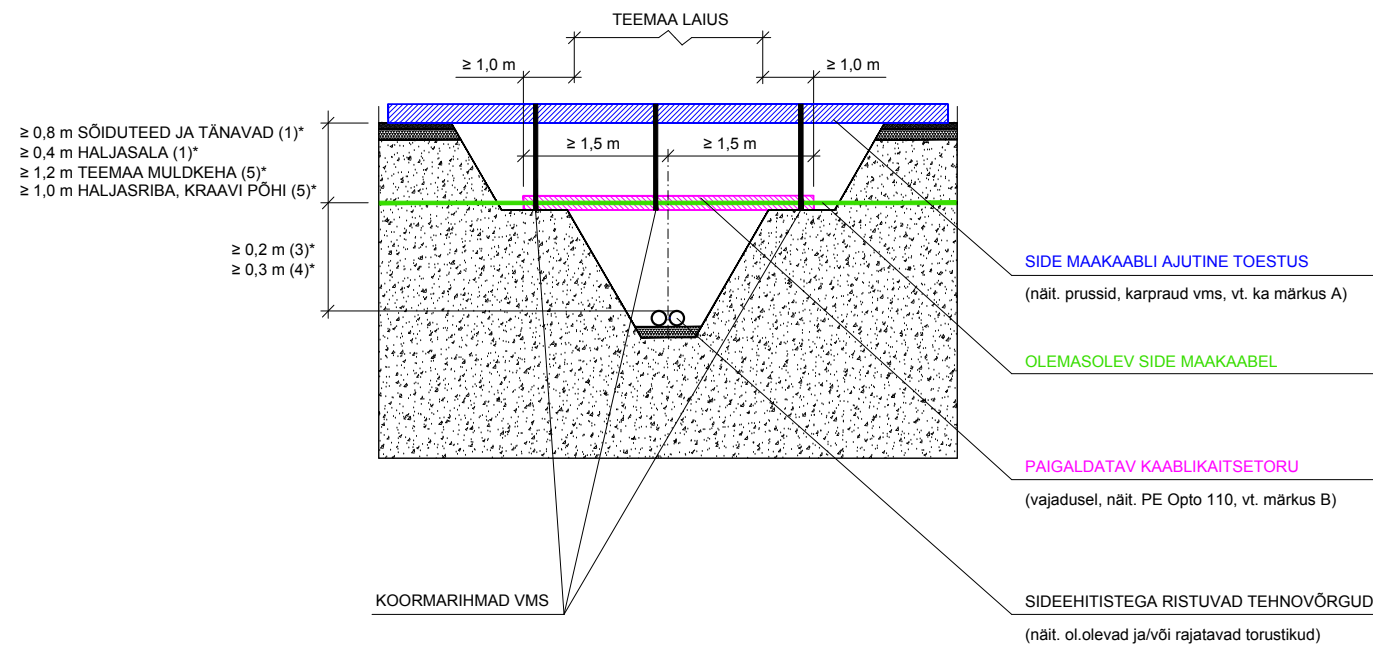 TEEMAA LAIUS
≥ 1,0 m
≥ 1,0 m
≥ 0,8 m SÕIDUTEED JA TÄNAVAD (1)*
≥ 0,4 m HALJASALA (1)*
≥ 1,2 m TEEMAA MULDKEHA (5)*
≥ 1,0 m HALJASRIBA, KRAAVI PÕHI (5)*
≥ 1,5 m
≥ 1,5 m
≥ 0,2 m (3)*
≥ 0,3 m (4)*
SIDE MAAKAABLI AJUTINE TOESTUS
(näit. prussid, karpraud vms, vt. ka märkus A)
OLEMASOLEV SIDE MAAKAABEL
PAIGALDATAV KAABLIKAITSETORU
(vajadusel, näit. PE Opto 110, vt. märkus B)
KOORMARIHMAD VMS
SIDEEHITISTEGA RISTUVAD TEHNOVÕRGUD
(näit. ol.olevad ja/või rajatavad torustikud)